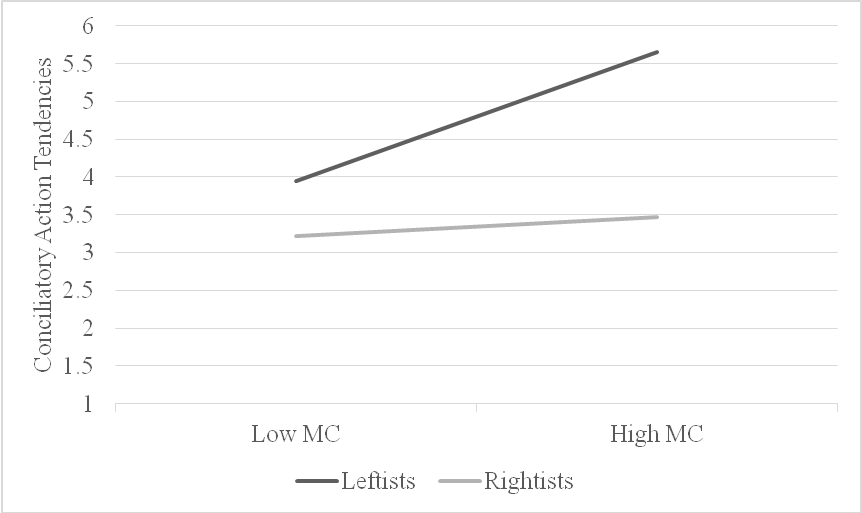 Conciliatory Action Tendencies
6
5.5
5
4.5
4
3.5
3
2.5
2
1.5
1
Low MC
High MC
Leftists
Rightists